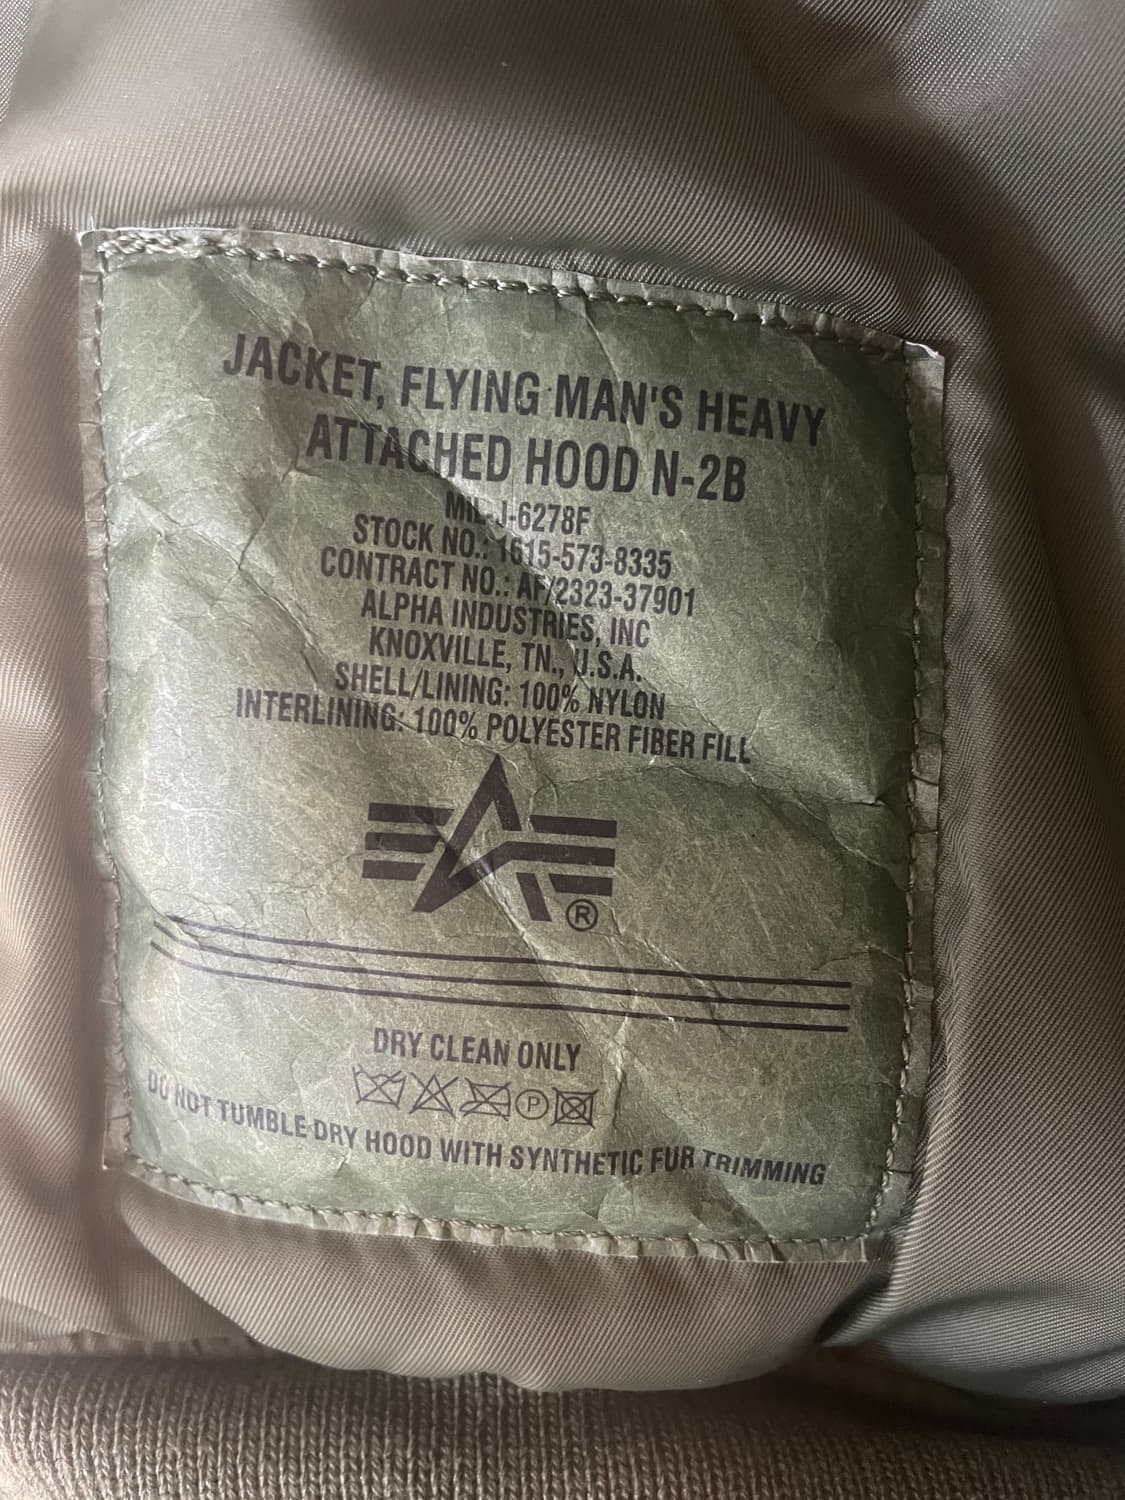 JACKET, FLYING MAN'S HEAVY
ATTACHED HOOD N-2B
MIL-J-6278F
STOCK NO.: 1615-573-8335
CONTRACT NO.: AF/2323-37901
ALPHA INDUSTRIES, INC
KNOXVILLE, TN., U.S.A.
SHELL/LINING: 100% NYLON
INTERLINING: 100% POLYESTER FIBER FILL
®
DRY CLEAN ONLY
P
DO NOT TUMBLE DRY HOOD WITH SYNTHETIC FUR TRIMMING